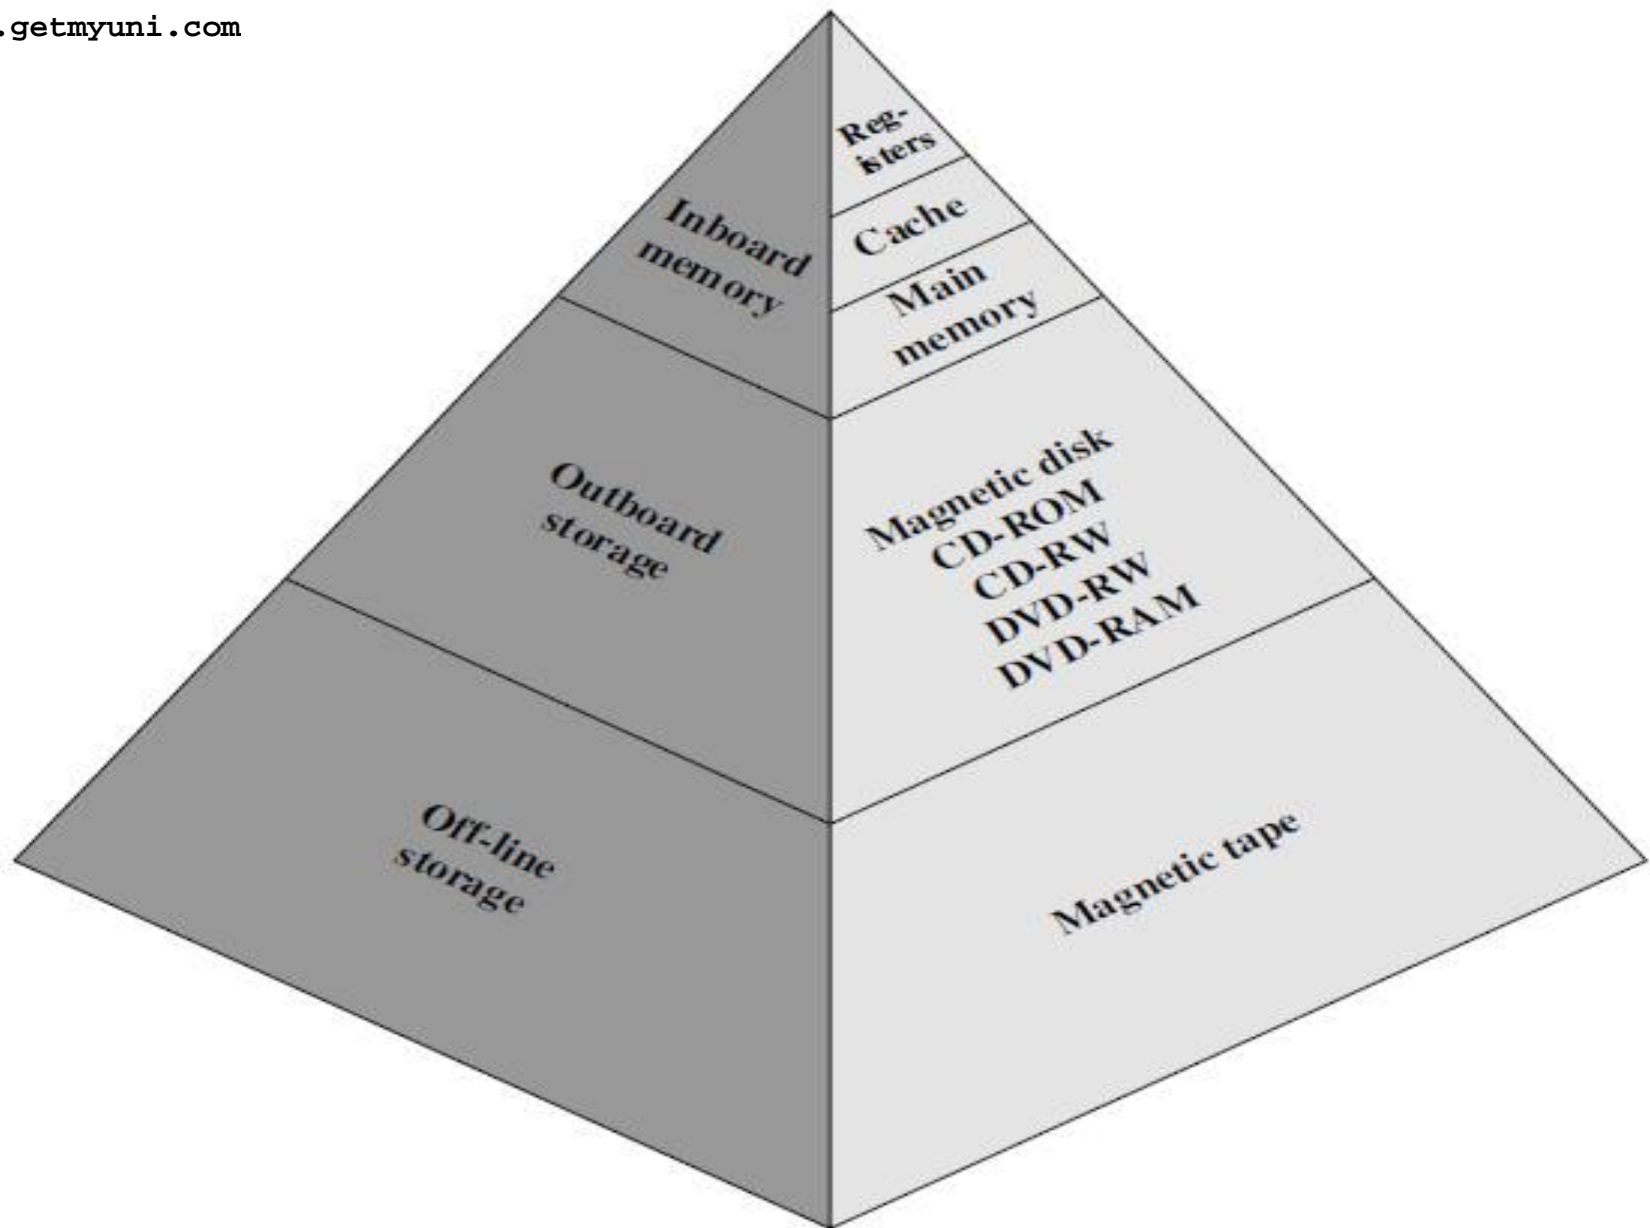 .getmyuni.com
Reg-
isters
Cache
Main
memory
Inboard
memory
Outboard
storage
Magnetic disk
CD-ROM
CD-RW
DVD-RW
DVD-RAM
Off-line
storage
Magnetic tape